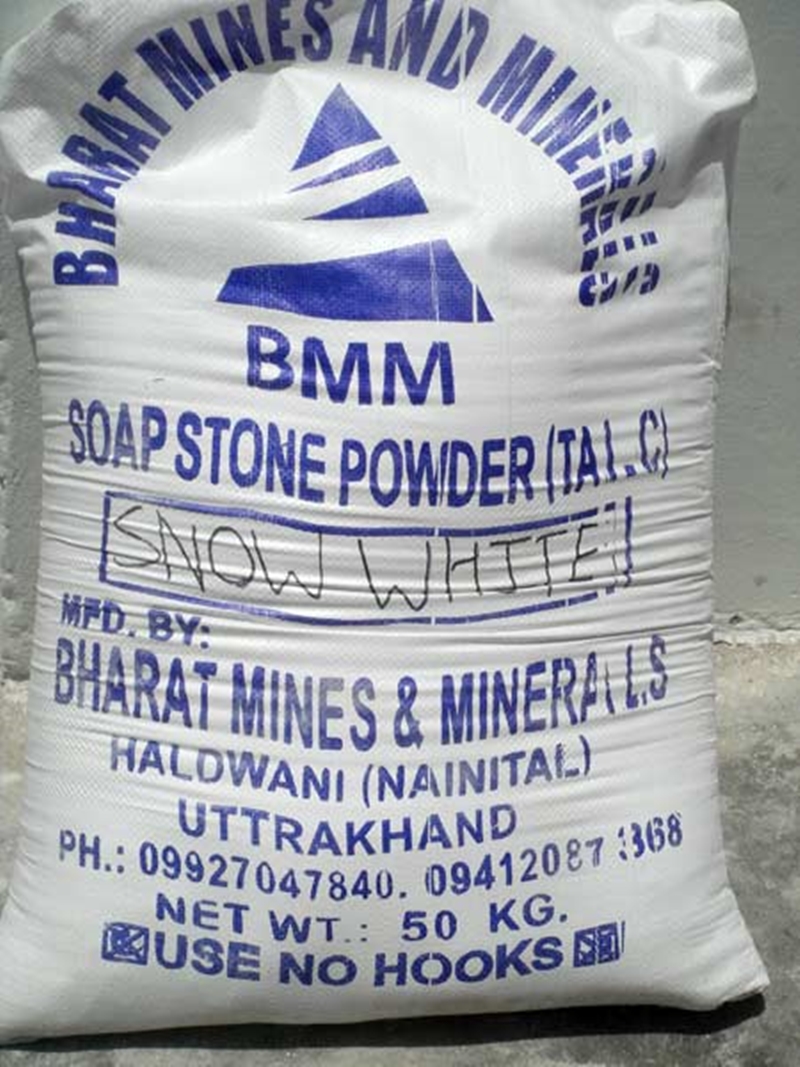 BHARAT MINES AND MINERALS
BMM
SOAP STONE POWDER (TALC)
SNOW WHITE
MFD. BY:
BHARAT MINES & MINERALS
HALDWANI (NAINITAL)
UTTRAKHAND
PH.: 09927047840. 09412087368
NET WT.: 50 KG.
USE NO HOOKS